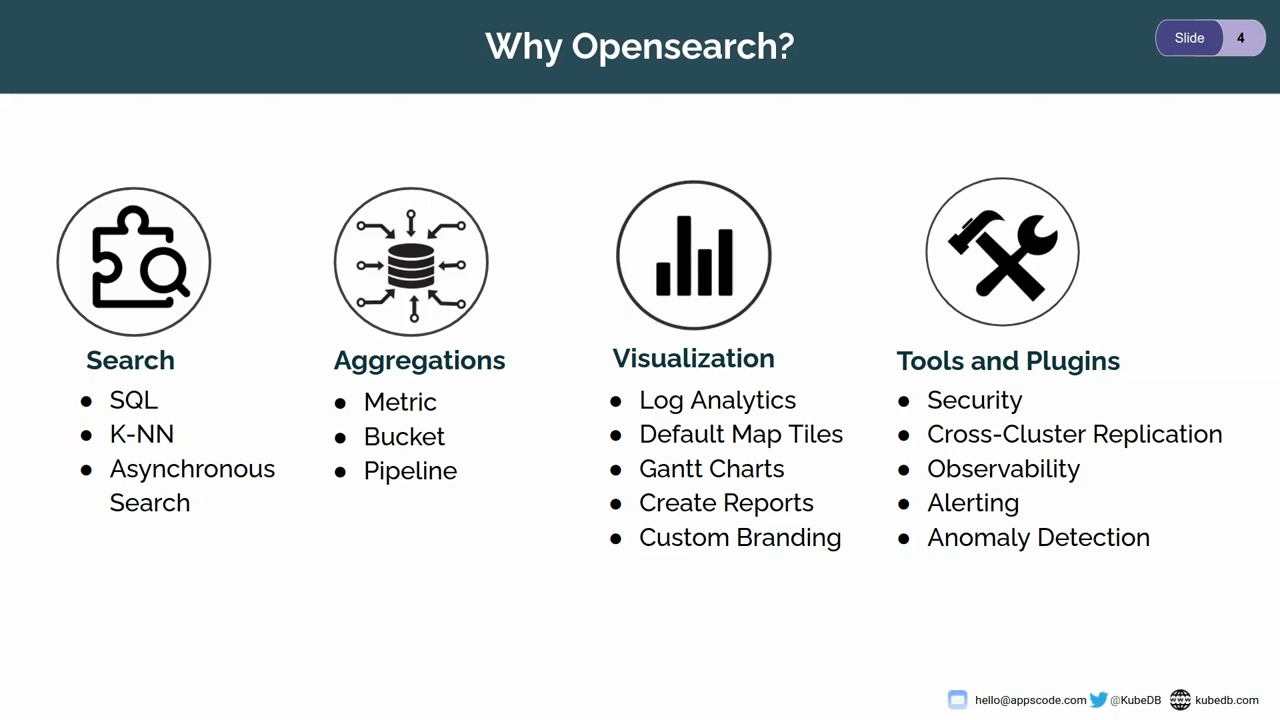 Why Opensearch?
Slide 4
Search
● SQL
● K-NN
● Asynchronous
Search
Aggregations
● Metric
● Bucket
● Pipeline
Visualization
● Log Analytics
● Default Map Tiles
● Gantt Charts
● Create Reports
● Custom Branding
Tools and Plugins
● Security
● Cross-Cluster Replication
● Observability
● Alerting
● Anomaly Detection
hello@appscode.com @KubeDB kubedb.com